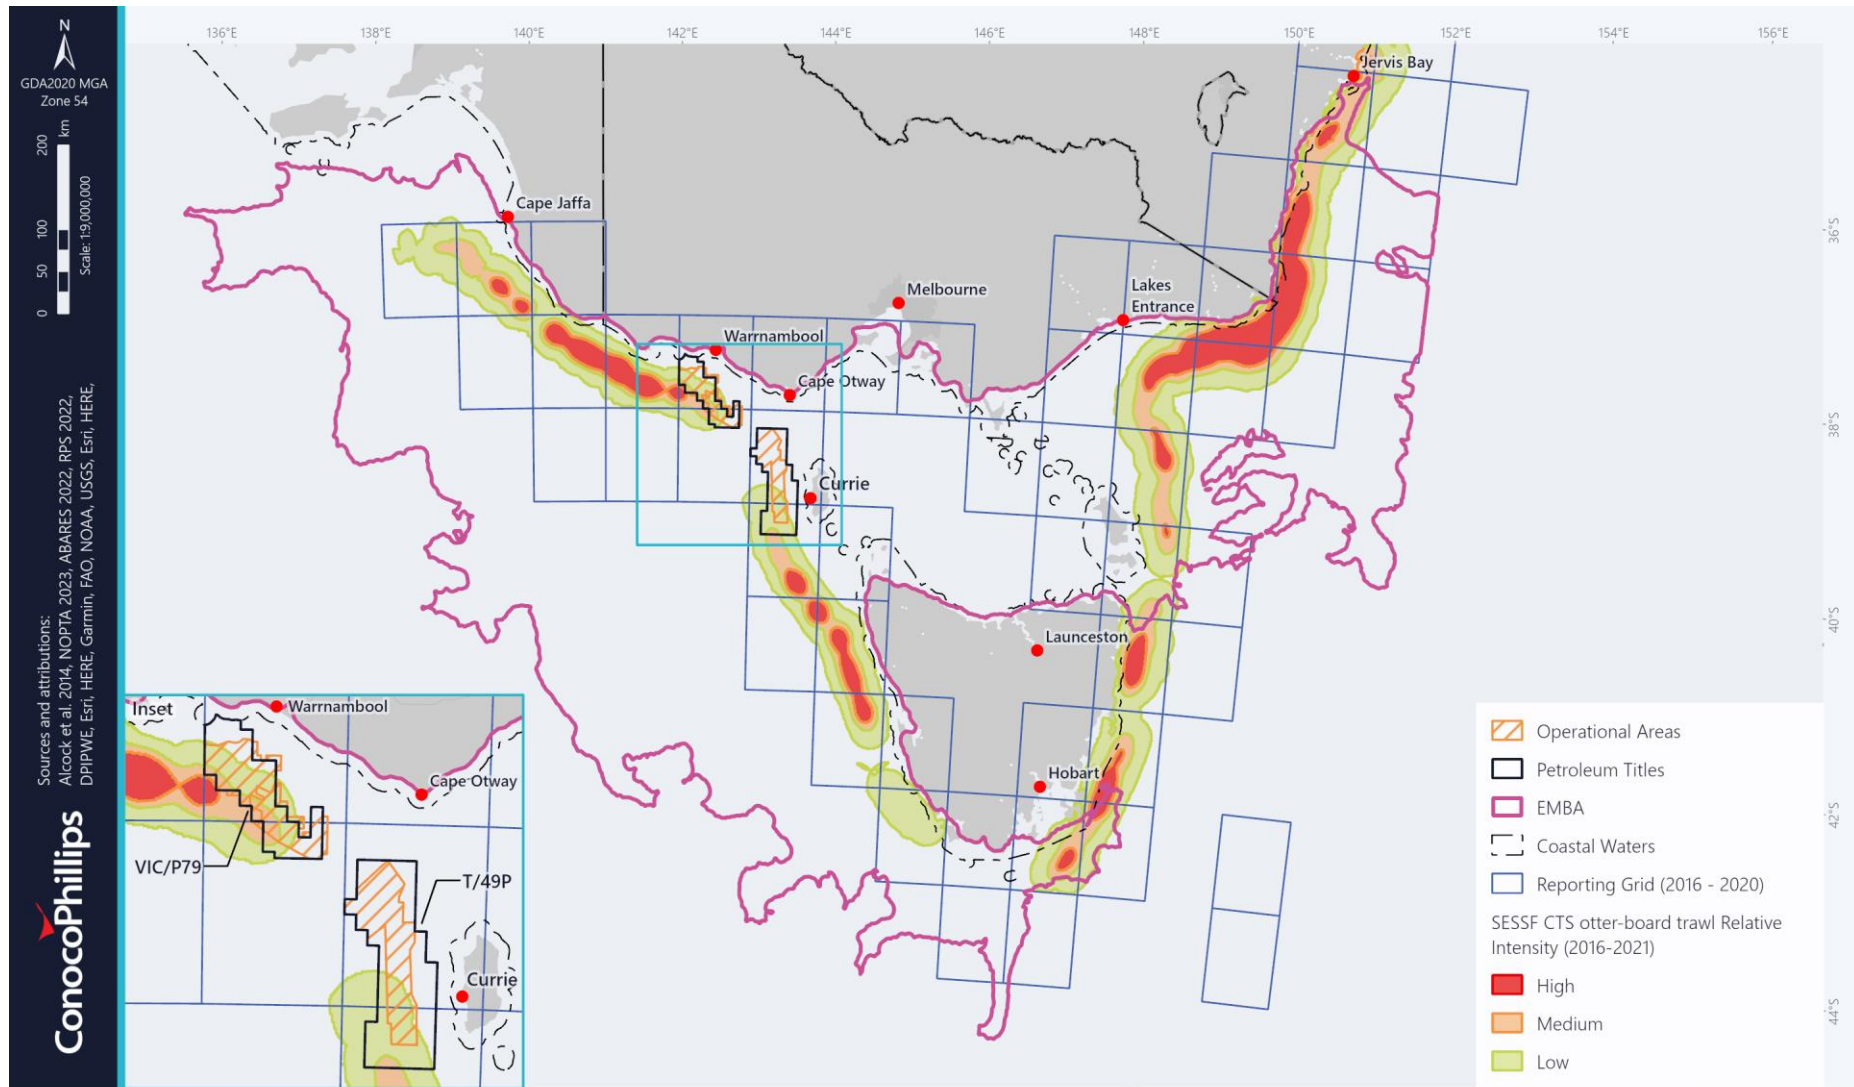 N
GDA2020 MGA
Zone 54
0 50 100 200
km
Scale: 1:9,000,000
Sources and attributions:
Alcock et al. 2014, NOPTA 2023, ABARES 2022, RPS 2022,
DPIPWE, Esri, HERE, Garmin, FAO, NOAA, USGS, Esri, HERE,
ConocoPhillips
136°E 138°E 140°E 142°E 144°E 146°E 148°E 150°E 152°E 154°E 156°E
36°S
38°S
40°S
42°S
44°S
Jervis Bay
Cape Jaffa
Melbourne
Lakes
Entrance
Warrnambool
Cape Otway
Currie
Launceston
Hobart
Inset
Warrnambool
Cape Otway
VIC/P79
T/49P
Currie
Operational Areas
Petroleum Titles
EMBA
Coastal Waters
Reporting Grid (2016 - 2020)
SESSF CTS otter-board trawl Relative
Intensity (2016-2021)
High
Medium
Low